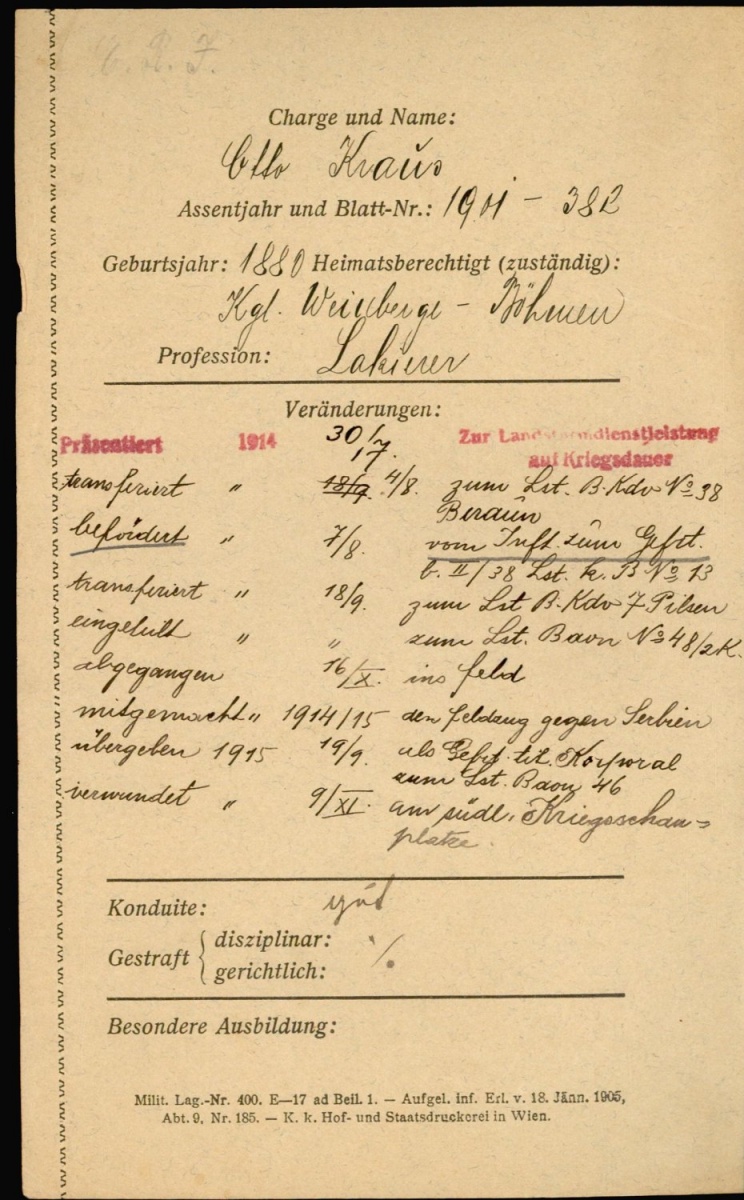 Charge und Name:
Otto Kraus
Assentjahr und Blatt-Nr.: 1901 - 382
Geburtsjahr: 1880 Heimatsberechtigt (zuständig):
Kgl. Weinberge - Böhmen
Profession: Lakierer
Veränderungen:
Präsentiert 1914 30/7. Zur Landsturmdienstleistung
auf Kriegsdauer
transferiert " 18/9. 4/8. zum Lst. B. Kdo No 38
Beraun
befördert " 7/8. vom Inft. zum Gefrt.
b. II/38 Lst. k. B No 13
transferiert " 18/9. zum Lst B. Kdo 7 Pilsen
eingeteilt " " zum Lst. Baon No 48/2K.
abgegangen 16/XI. ins Feld
mitgemacht " 1914/15 den Feldzug gegen Serbien
übergeben 1915 19/9. als Gefrt. tit. Korporal
zum Lst. Baon 46
verwundet " 9/XI. am südl. Kriegsschau=
platze.
Konduite: gut
Gestraft { disziplinar: ·/.
gerichtlich:
Besondere Ausbildung:
Milit. Lag.-Nr. 400. E—17 ad Beil. 1. — Aufgel. inf. Erl. v. 18. Jänn. 1905,
Abt. 9, Nr. 185. — K. k. Hof- und Staatsdruckerei in Wien.